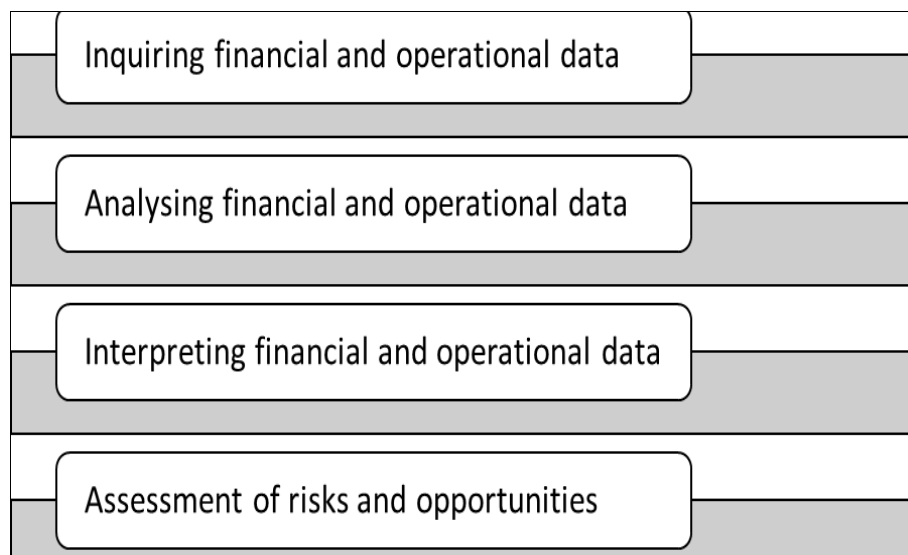 Inquiring financial and operational data
Analysing financial and operational data
Interpreting financial and operational data
Assessment of risks and opportunities